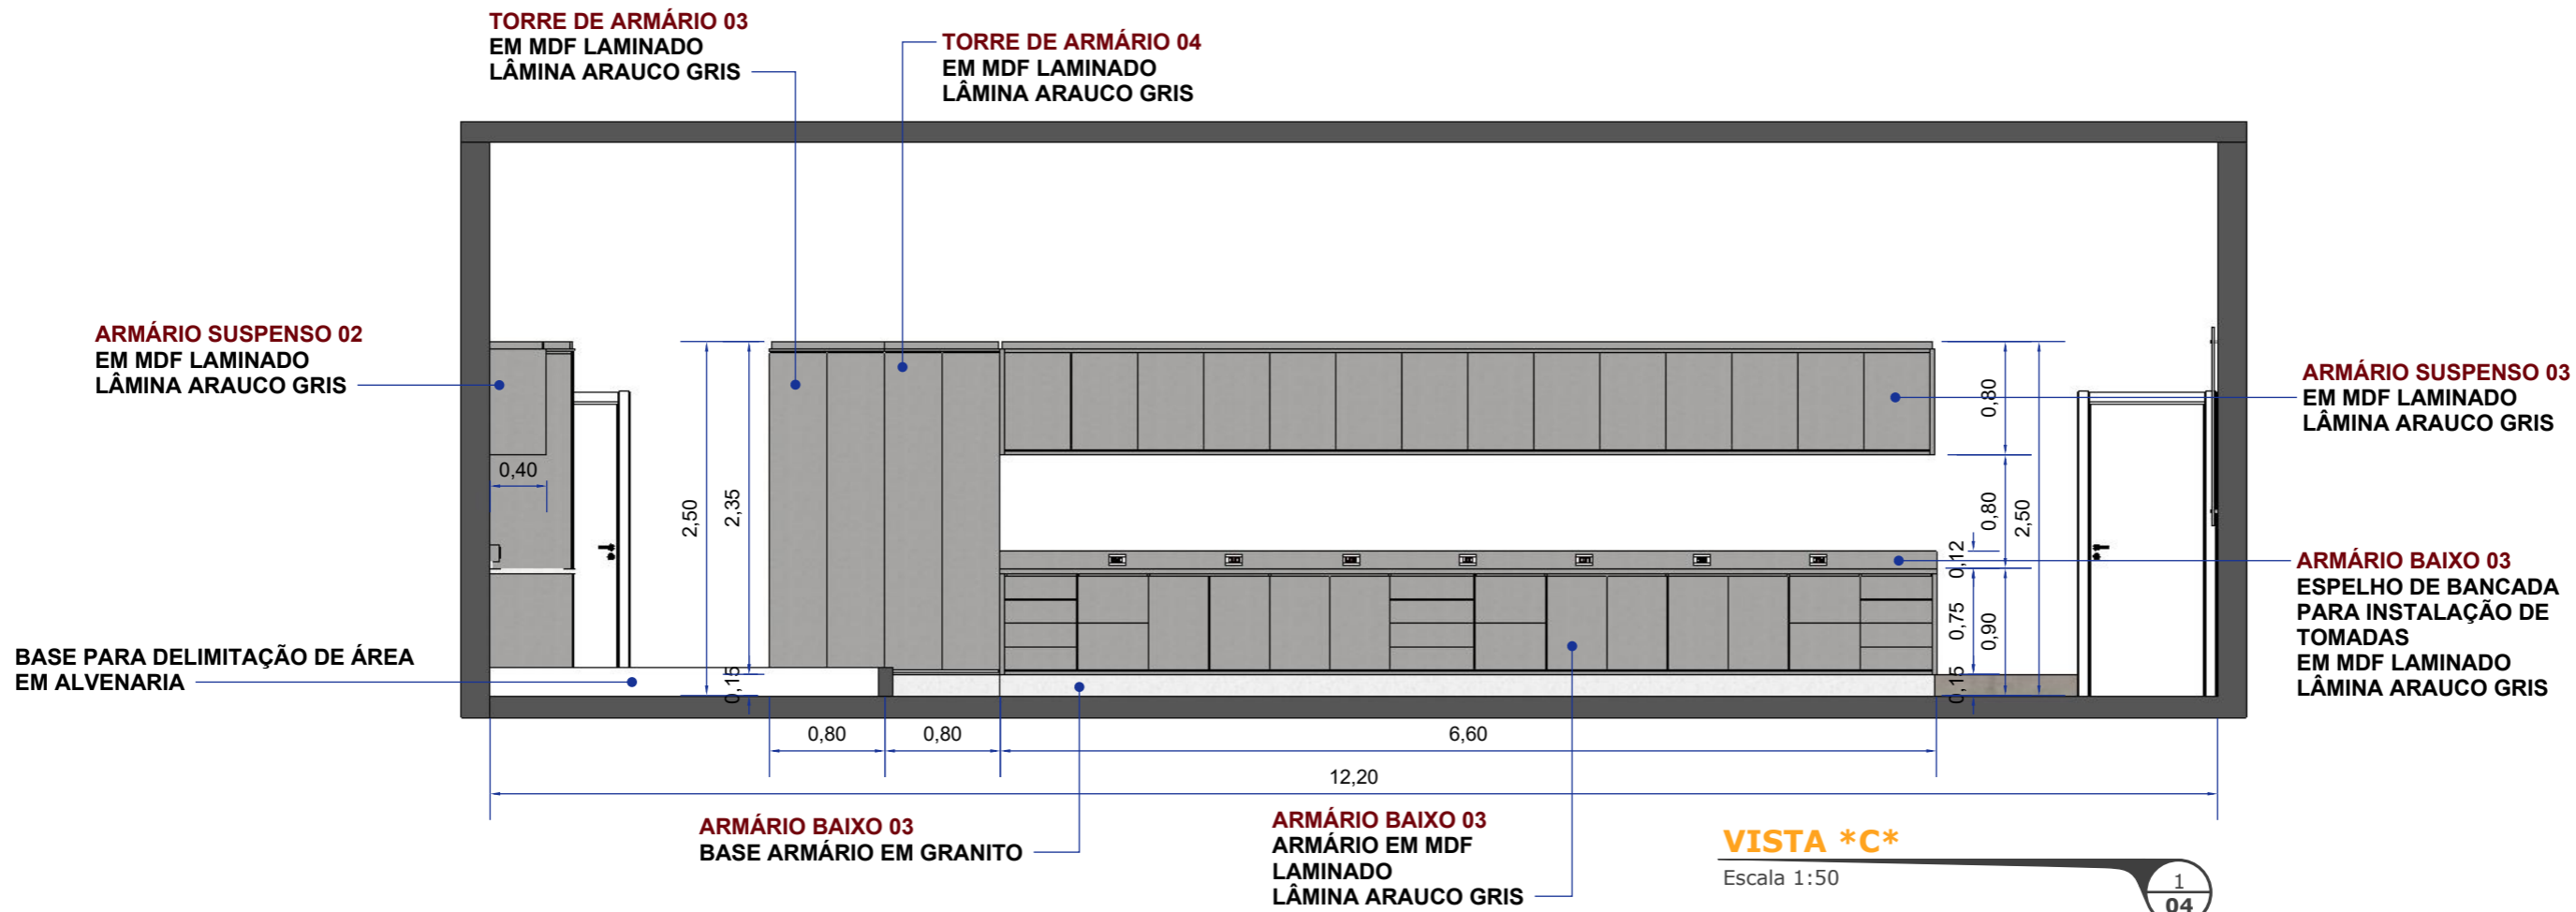 TORRE DE ARMÁRIO 03
EM MDF LAMINADO
LÂMINA ARAUCO GRIS
TORRE DE ARMÁRIO 04
EM MDF LAMINADO
LÂMINA ARAUCO GRIS
ARMÁRIO SUSPENSO 02
EM MDF LAMINADO
LÂMINA ARAUCO GRIS
ARMÁRIO SUSPENSO 03
EM MDF LAMINADO
LÂMINA ARAUCO GRIS
0,40
2,50
2,35
0,15
0,80
0,80
2,50
0,12
0,75
0,90
0,15
ARMÁRIO BAIXO 03
ESPELHO DE BANCADA
PARA INSTALAÇÃO DE
TOMADAS
EM MDF LAMINADO
LÂMINA ARAUCO GRIS
BASE PARA DELIMITAÇÃO DE ÁREA
EM ALVENARIA
0,80
0,80
6,60
12,20
ARMÁRIO BAIXO 03
BASE ARMÁRIO EM GRANITO
ARMÁRIO BAIXO 03
ARMÁRIO EM MDF
LAMINADO
LÂMINA ARAUCO GRIS
VISTA *C*
Escala 1:50
1
04